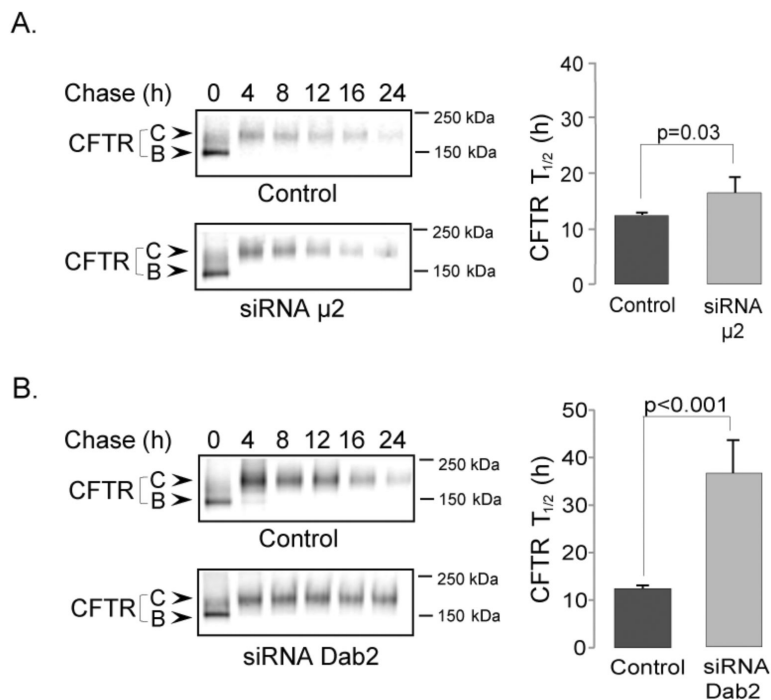 A.
Chase (h) 0 4 8 12 16 24
CFTR C B
250 kDa
150 kDa
Control
CFTR C B
250 kDa
150 kDa
siRNA µ2
CFTR T1/2 (h)
40
30
20
10
0
p=0.03
Control
siRNA
µ2
B.
Chase (h) 0 4 8 12 16 24
CFTR C B
250 kDa
150 kDa
Control
CFTR C B
250 kDa
150 kDa
siRNA Dab2
CFTR T1/2 (h)
50
40
30
20
10
0
p<0.001
Control
siRNA
Dab2